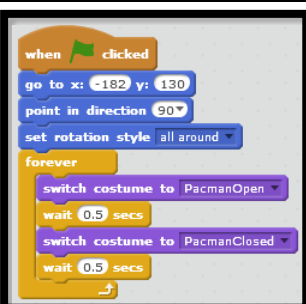 when clicked
go to x: -182 y: 130
point in direction 90
set rotation style all around
forever
switch costume to PacmanOpen
wait 0.5 secs
switch costume to PacmanClosed
wait 0.5 secs